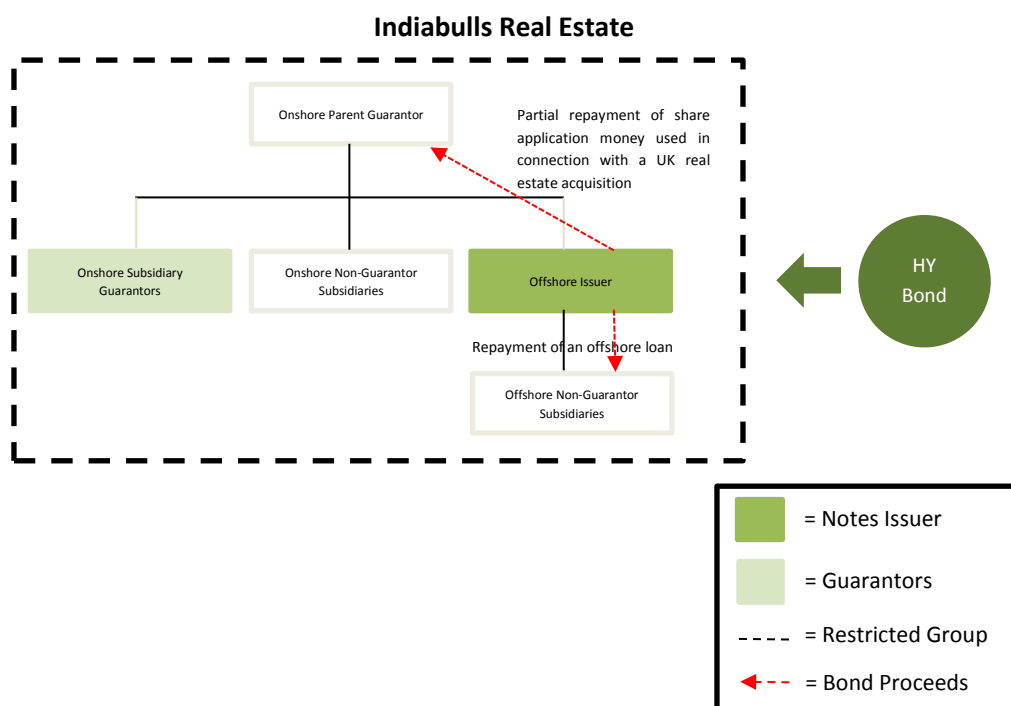 Indiabulls Real Estate
Onshore Parent Guarantor
Partial repayment of share
application money used in
connection with a UK real
estate acquisition
Onshore Subsidiary
Guarantors
Onshore Non-Guarantor
Subsidiaries
Offshore Issuer
HY
Bond
Repayment of an offshore loan
Offshore Non-Guarantor
Subsidiaries
= Notes Issuer
= Guarantors
= Restricted Group
= Bond Proceeds